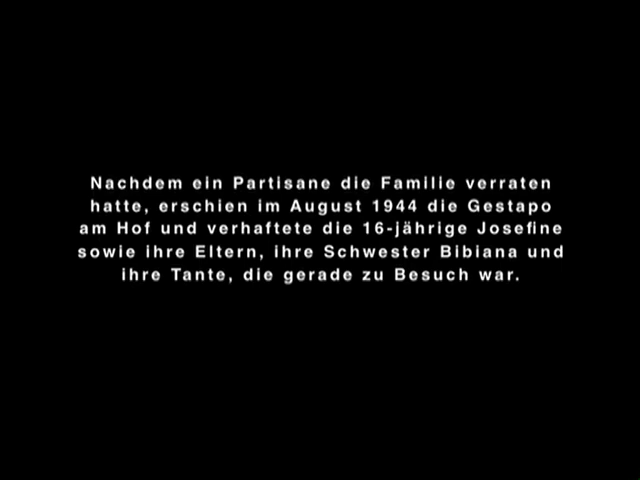 Nachdem ein Partisane die Familie verraten
hatte, erschien im August 1944 die Gestapo
am Hof und verhaftete die 16-jährige Josefine
sowie ihre Eltern, ihre Schwester Bibiana und
ihre Tante, die gerade zu Besuch war.